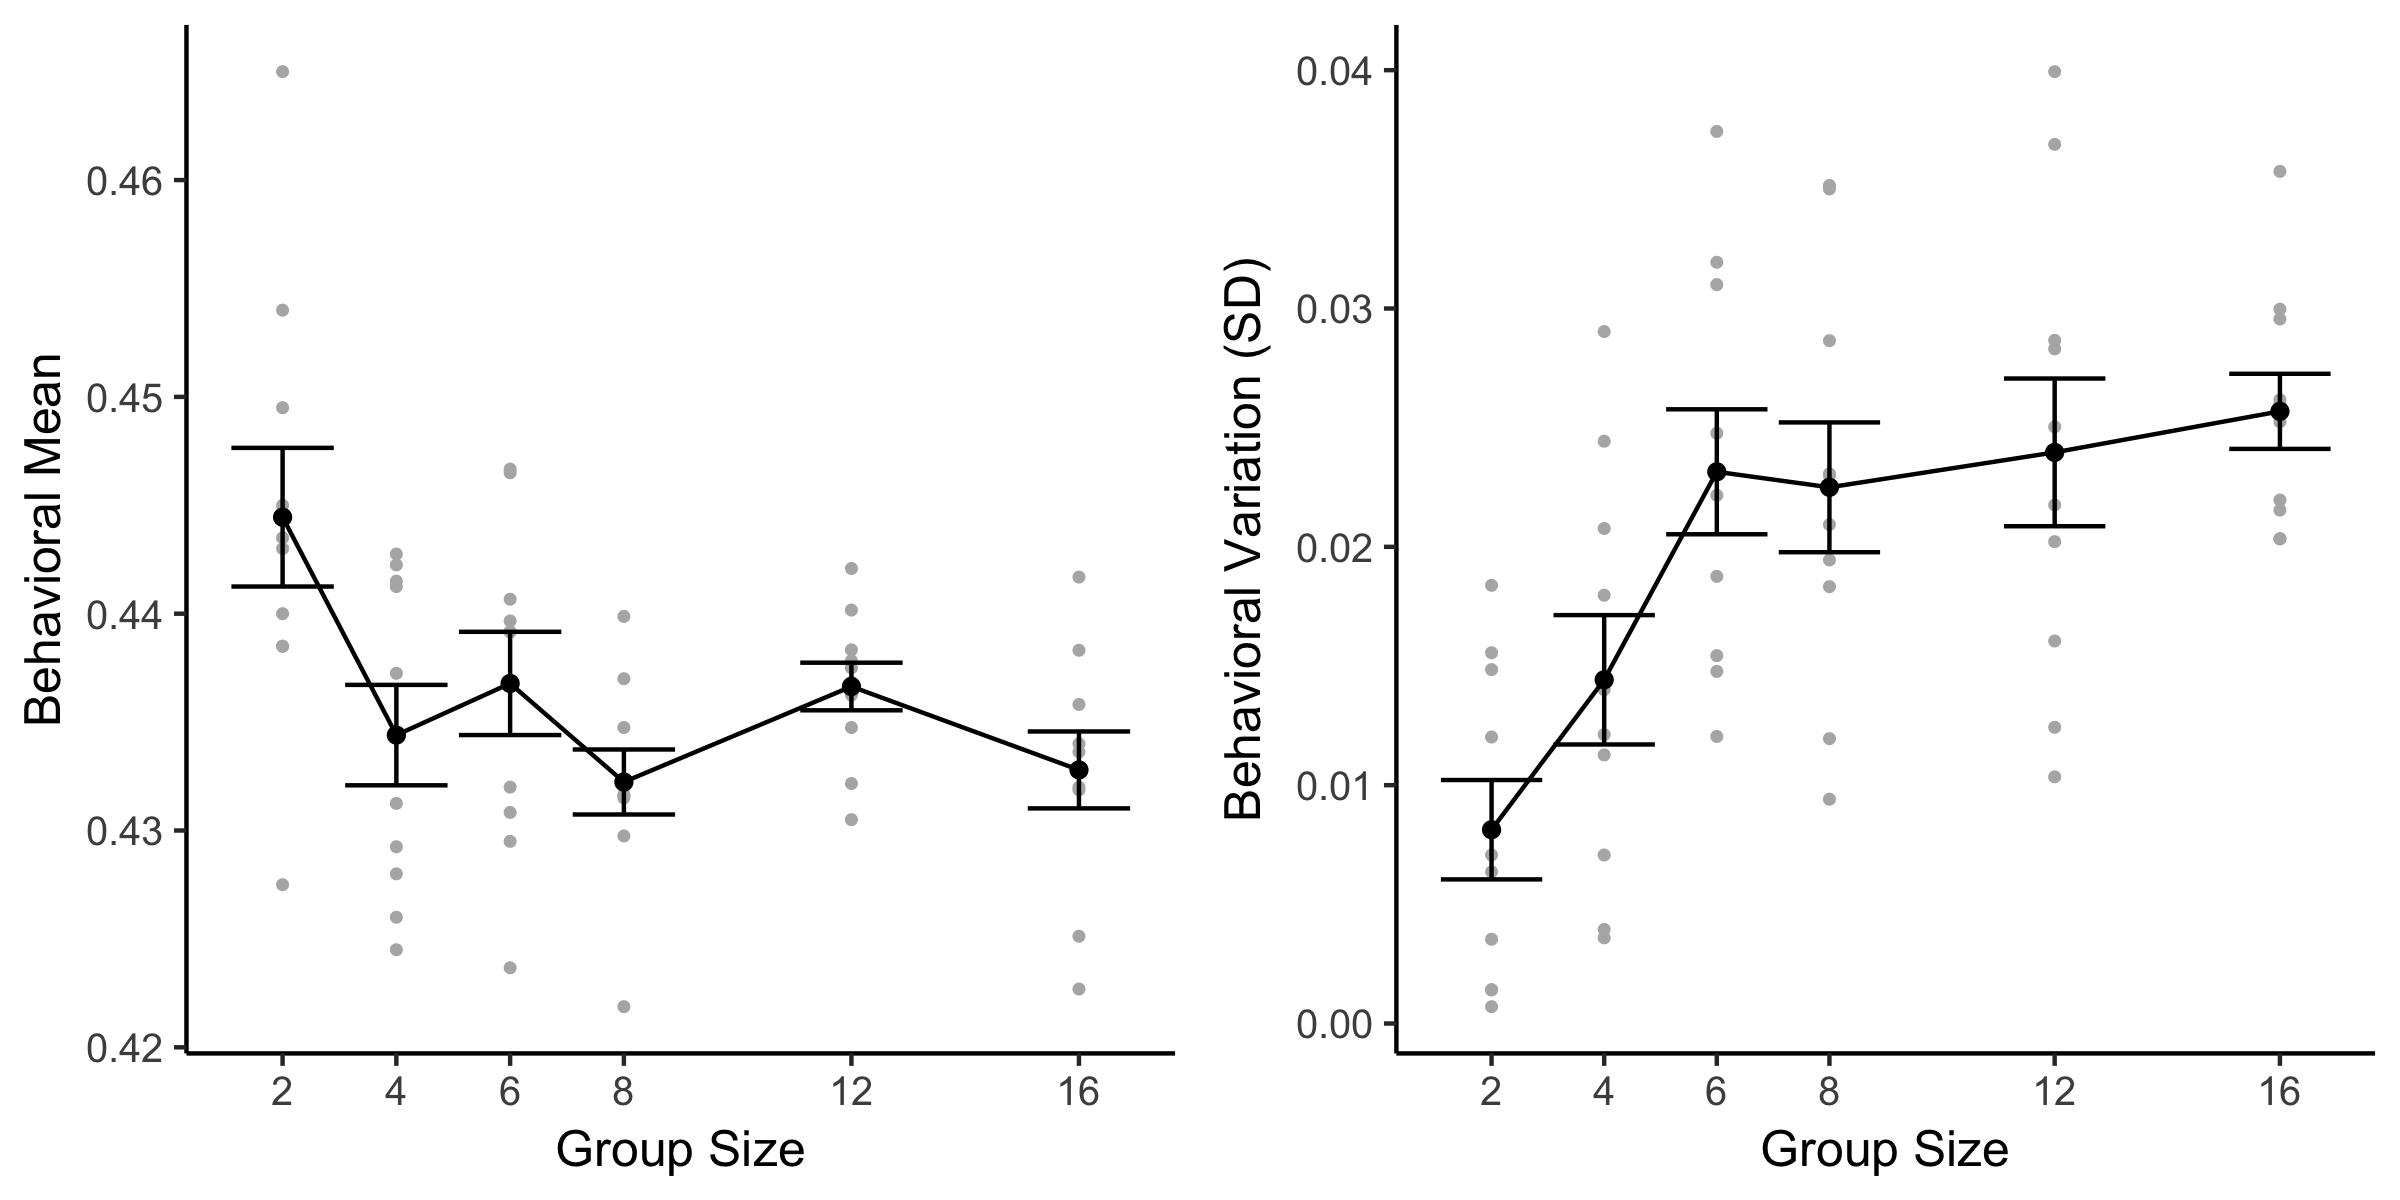 Behavioral Mean
0.46
0.45
0.44
0.43
0.42
2 4 6 8 12 16
Group Size
Behavioral Variation (SD)
0.04
0.03
0.02
0.01
0.00
2 4 6 8 12 16
Group Size